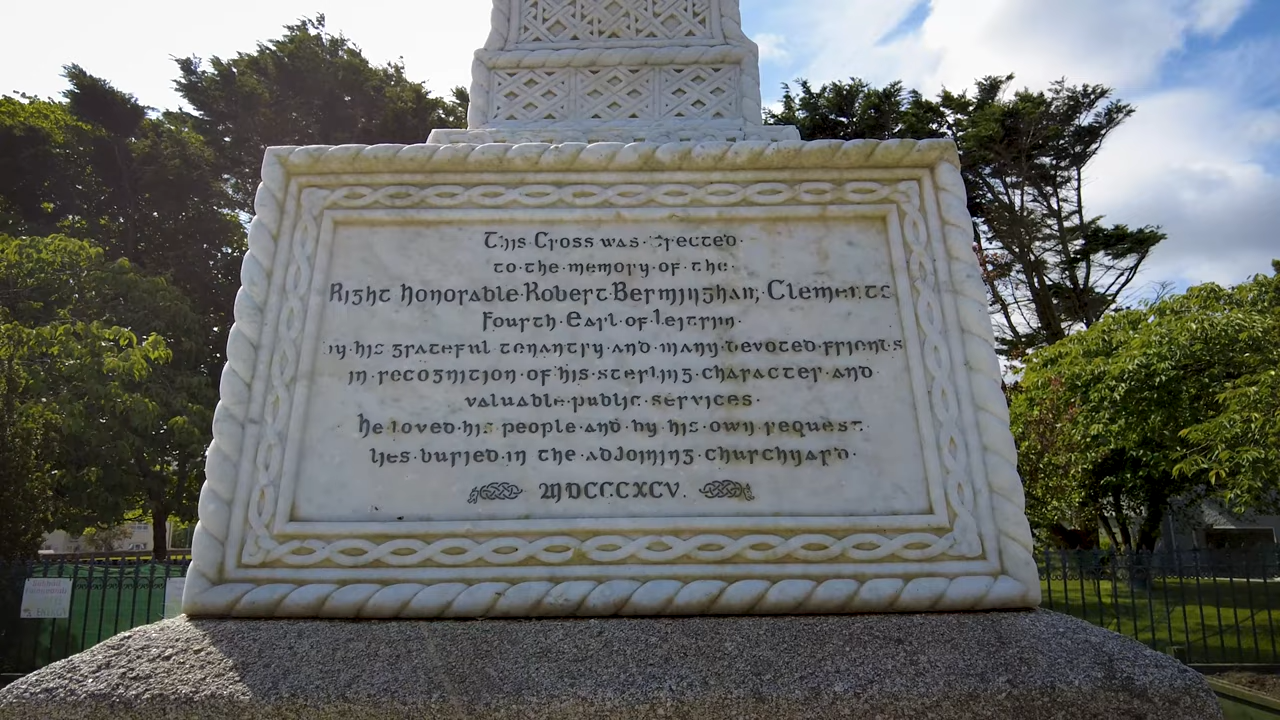 This Cross was erected
to the memory of the
Right Honorable Robert Bermingham Clements
Fourth Earl of Leitrim
by his grateful tenantry and many devoted friends
in recognition of his sterling character and
valuable public services.
He loved his people and by his own request
lies buried in the adjoining churchyard.
MDCCCXCV.